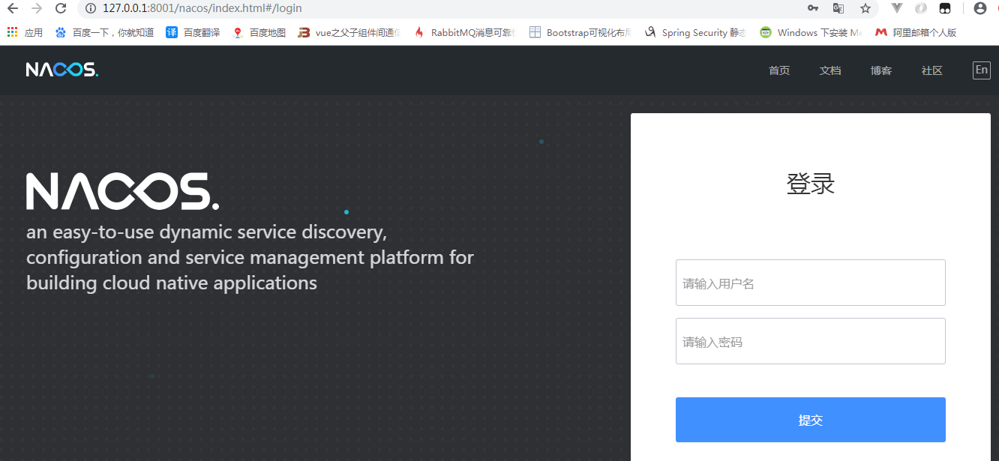 127.0.0.1:8001/nacos/index.html#/login
应用 百度一下，你就知道 译 百度翻译 百度地图 vue之父子组件间通信 RabbitMQ消息可靠 Bootstrap可视化布局 Spring Security 静态 Windows 下安装 Me 阿里邮箱个人版
NACOS. 首页 文档 博客 社区 En
登录
NACOS.
an easy-to-use dynamic service discovery,
configuration and service management platform for
building cloud native applications
请输入用户名
请输入密码
提交